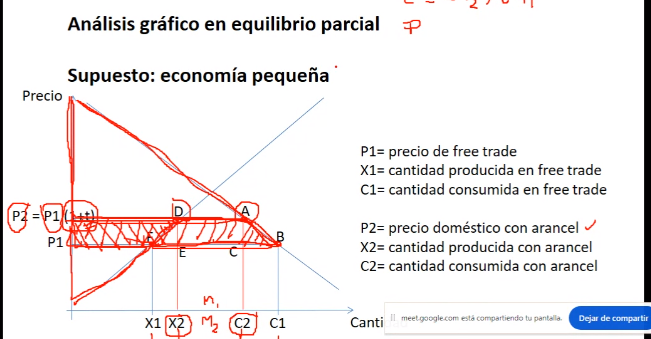 Análisis gráfico en equilibrio parcial
P
Supuesto: economía pequeña
Precio
P1= precio de free trade
X1= cantidad producida en free trade
C1= cantidad consumida en free trade
P2 = P1(1+t)
D
A
P2= precio doméstico con arancel
P1
B
X2= cantidad producida con arancel
E
C
C2= cantidad consumida con arancel
m1
X1 X2 M2 C2 C1
Canti
meet.google.com está compartiendo tu pantalla.
Dejar de compartir